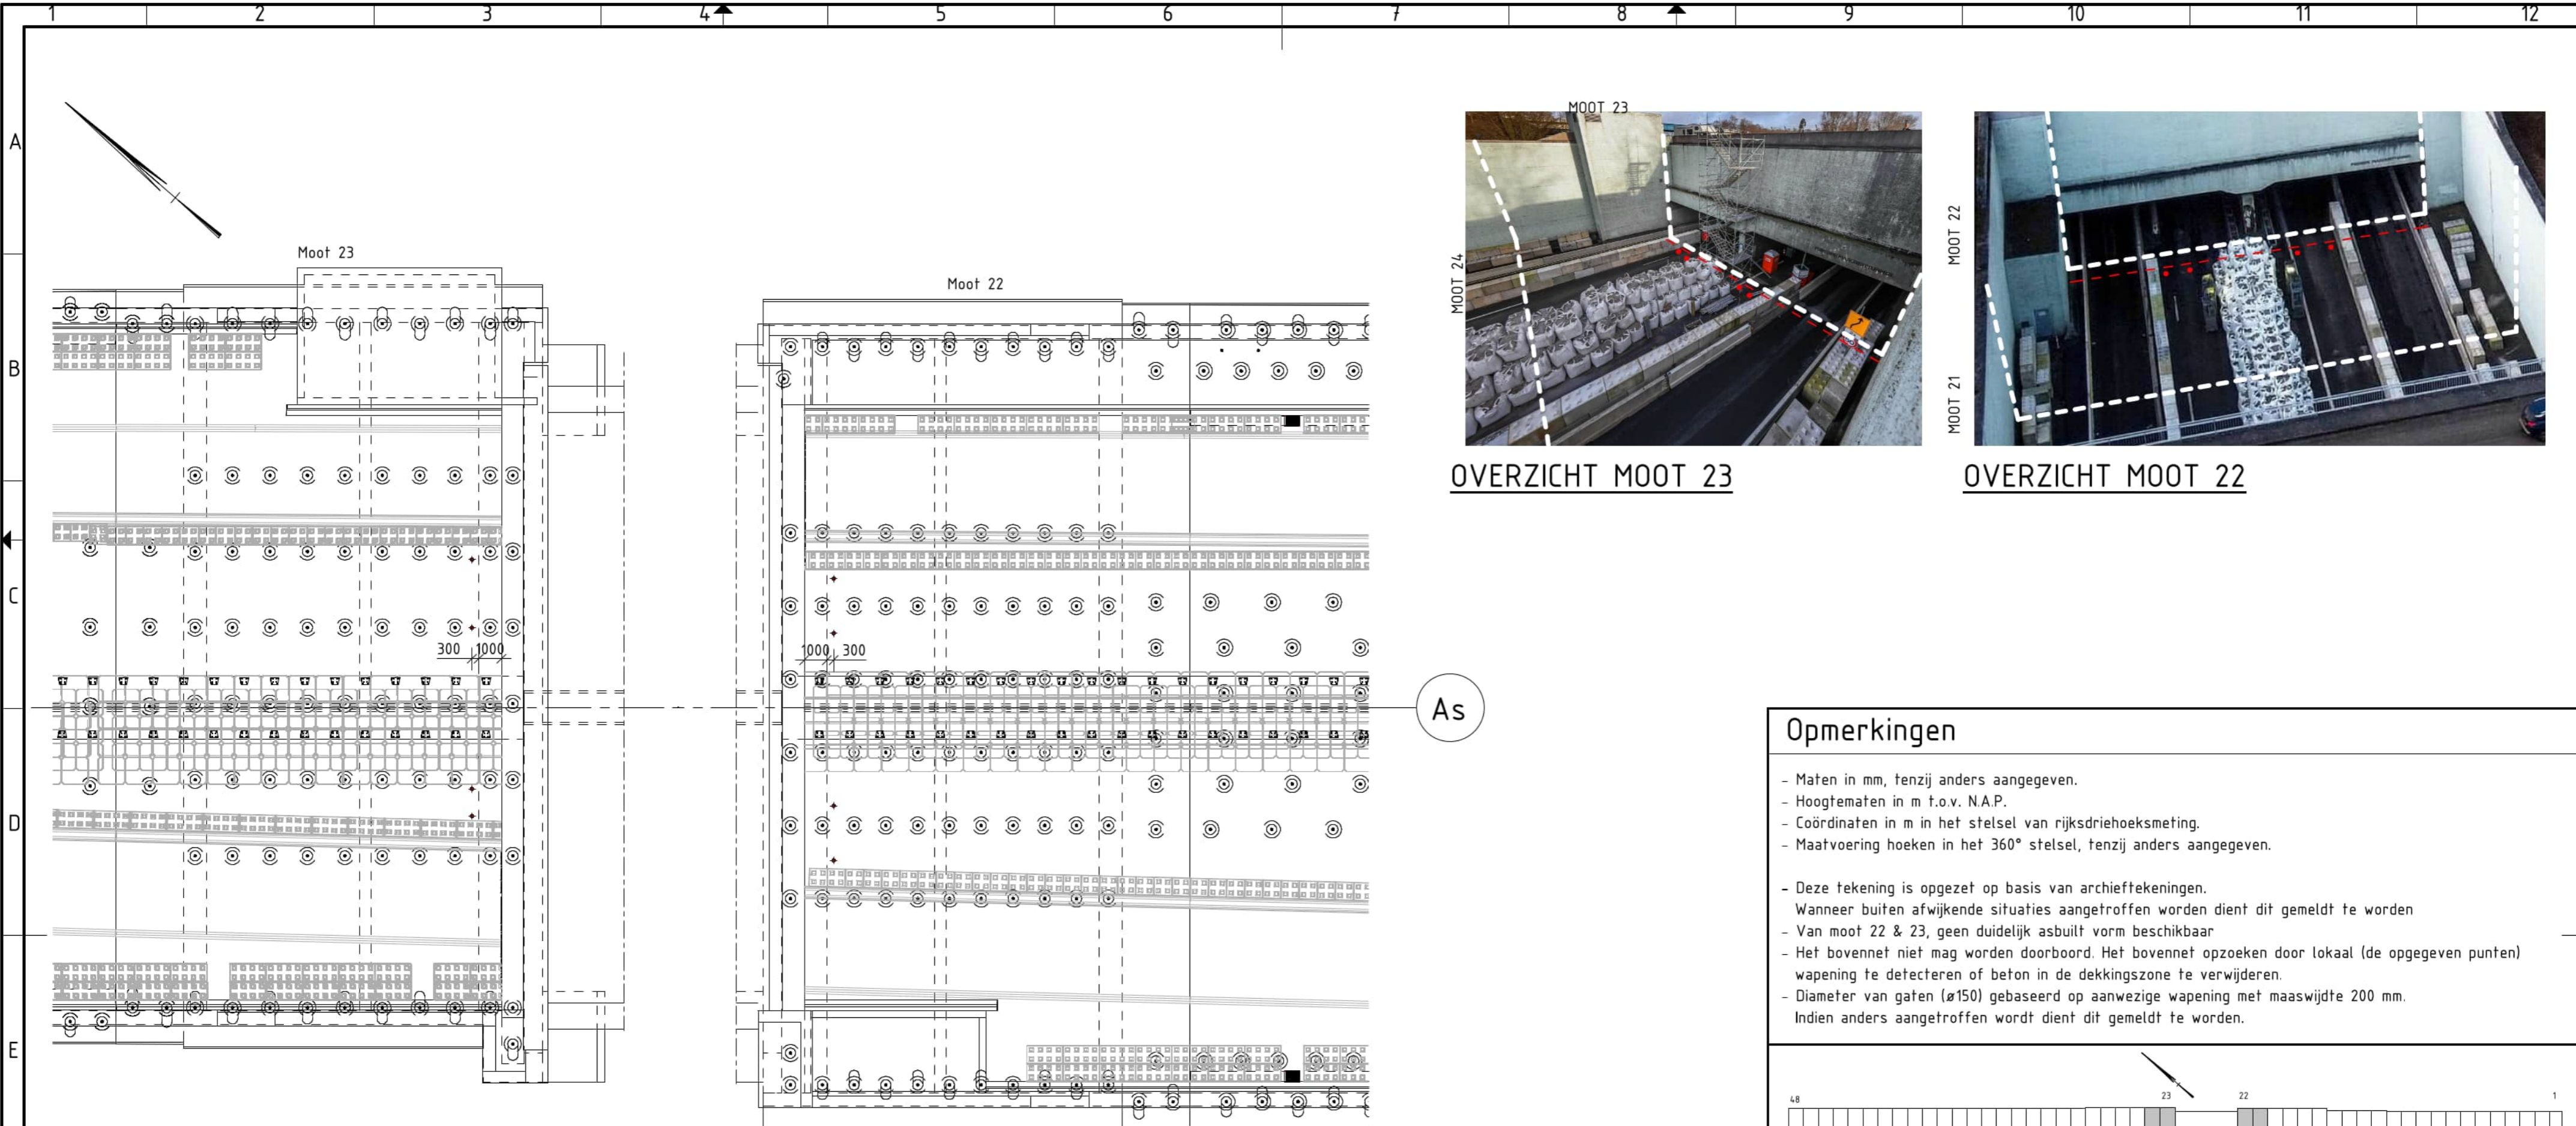 1 2 3 4 5 6 7 8 9 10 11 12
A
B
C
D
E
Moot 23
Moot 22
300 1000
1000 300
As
MOOT 23
MOOT 24
OVERZICHT MOOT 23
MOOT 22
MOOT 21
OVERZICHT MOOT 22
Opmerkingen
- Maten in mm, tenzij anders aangegeven.
- Hoogtematen in m t.o.v. N.A.P.
- Coördinaten in m in het stelsel van rijksdriehoeksmeting.
- Maatvoering hoeken in het 360° stelsel, tenzij anders aangegeven.
- Deze tekening is opgezet op basis van archieftekeningen.
Wanneer buiten afwijkende situaties aangetroffen worden dient dit gemeldt te worden
- Van moot 22 & 23, geen duidelijk asbuilt vorm beschikbaar
- Het bovennet niet mag worden doorboord. Het bovennet opzoeken door lokaal (de opgegeven punten)
wapening te detecteren of beton in de dekkingszone te verwijderen.
- Diameter van gaten (ø150) gebaseerd op aanwezige wapening met maaswijdte 200 mm.
Indien anders aangetroffen wordt dient dit gemeldt te worden.
48 23 22 1